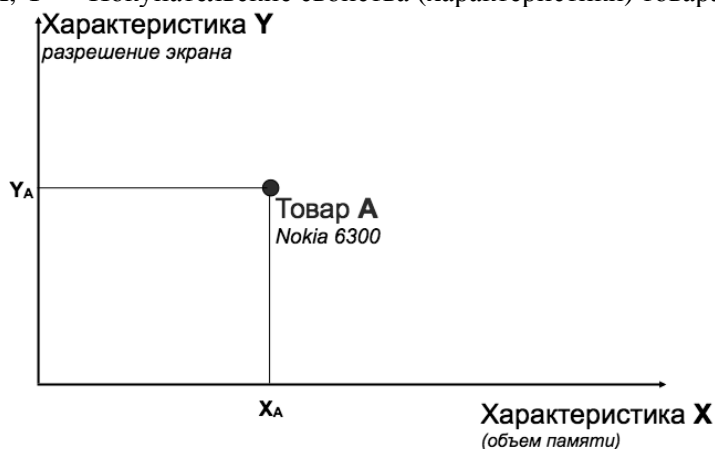 Характеристика Y
разрешение экрана
YA
Товар A
Nokia 6300
XA
Характеристика X
(объем памяти)